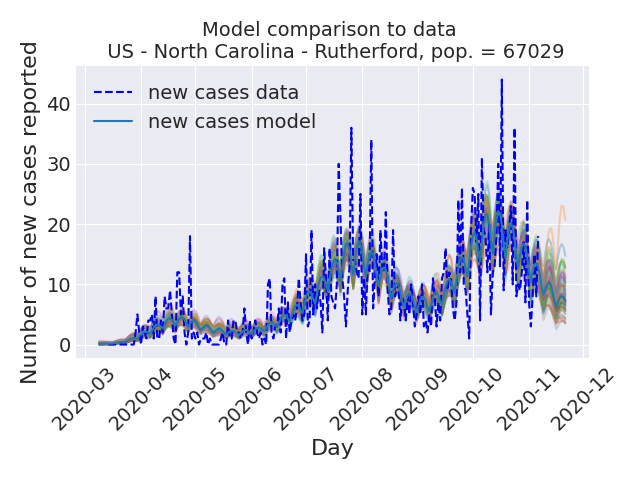 Model comparison to data
US - North Carolina - Rutherford, pop. = 67029
Number of new cases reported
40
30
20
10
0
new cases data
new cases model
2020-03
2020-04
2020-05
2020-06
2020-07
2020-08
2020-09
2020-10
2020-11
2020-12
Day